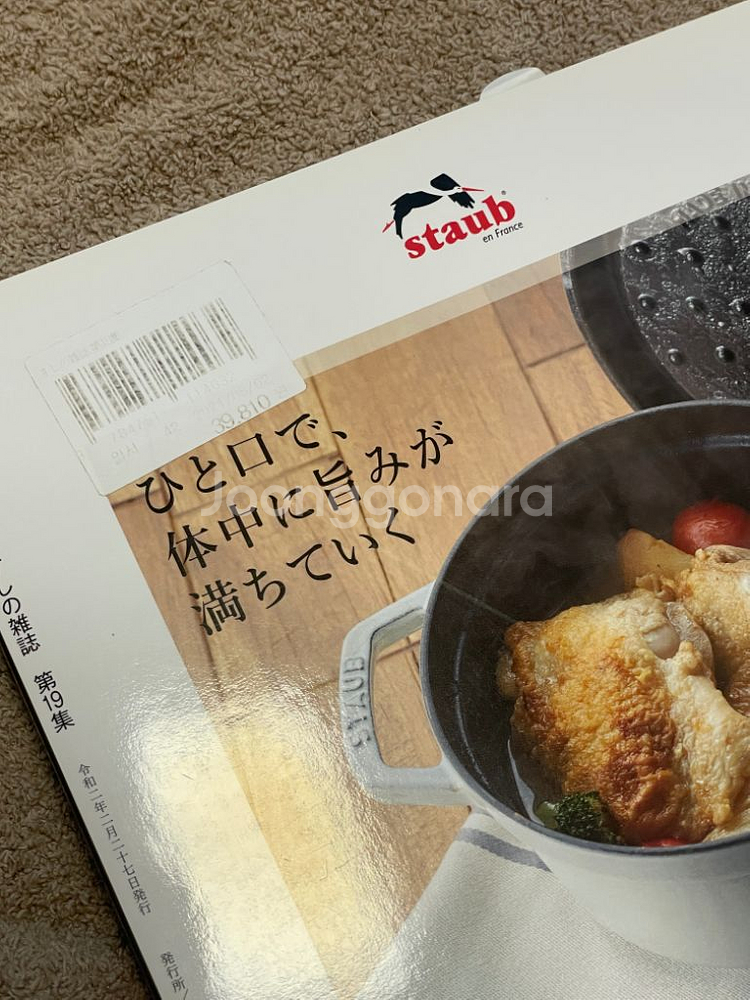 staub
en France
39,810
ひと口で、
体中に旨みが
満ちていく
Joonggonara
STAUB
しの雑誌 第19集
令和二年二月二十七日発行
発行所/